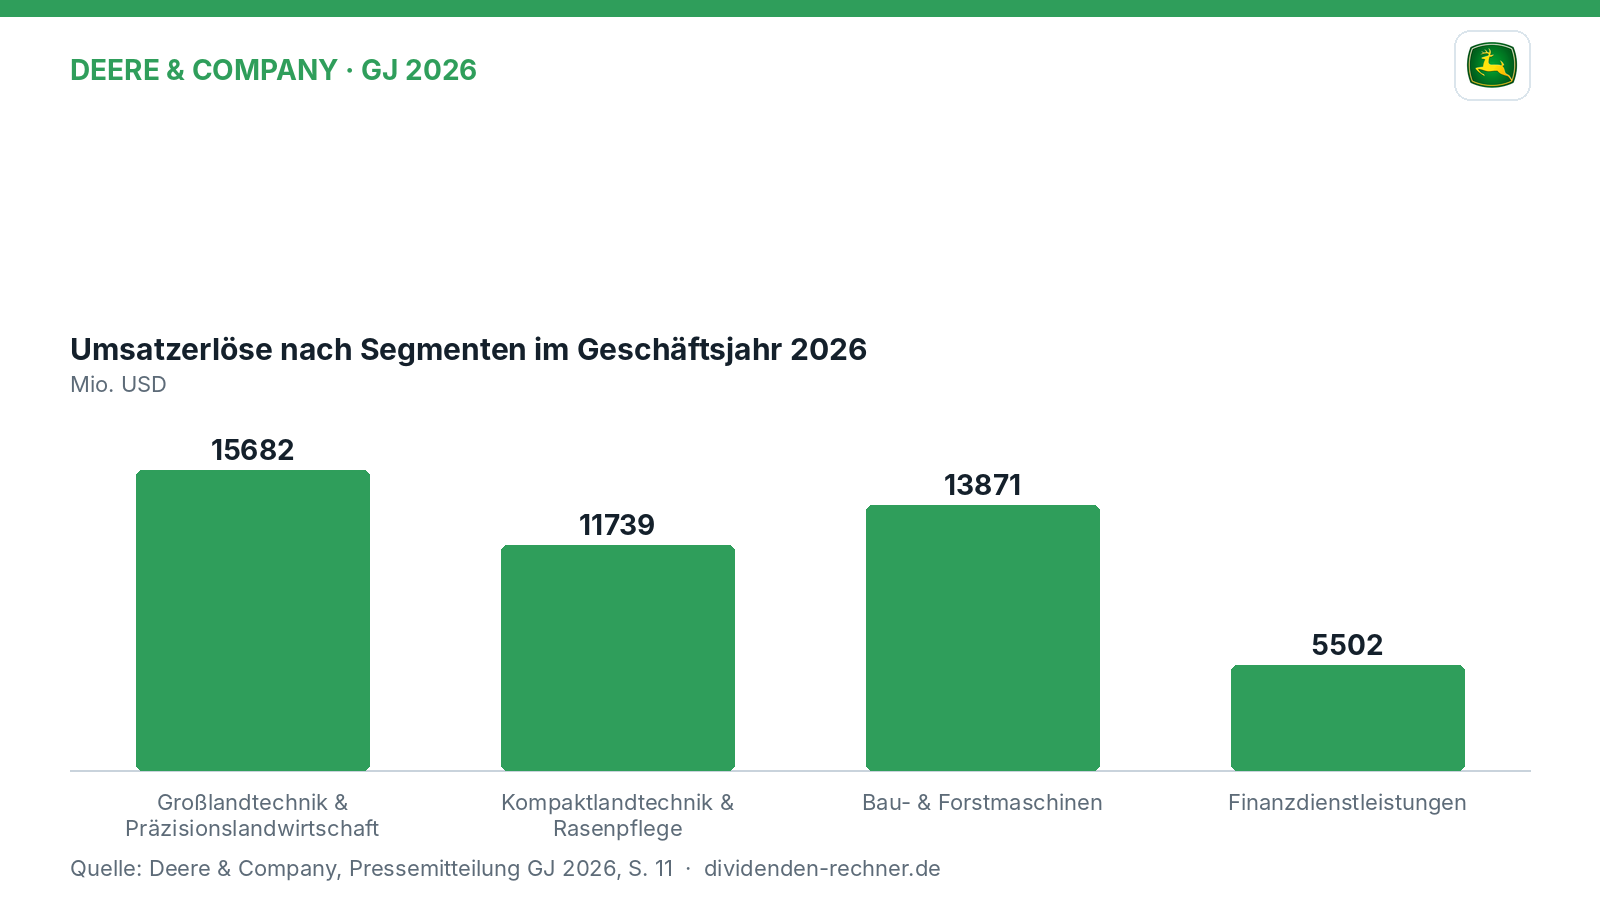 DEERE & COMPANY · GJ 2026
Umsatzerlöse nach Segmenten im Geschäftsjahr 2026
Mio. USD
15682
11739
13871
5502
Großlandtechnik &
Präzisionslandwirtschaft
Kompaktlandtechnik &
Rasenpflege
Bau- & Forstmaschinen
Finanzdienstleistungen
Quelle: Deere & Company, Pressemitteilung GJ 2026, S. 11 · dividenden-rechner.de